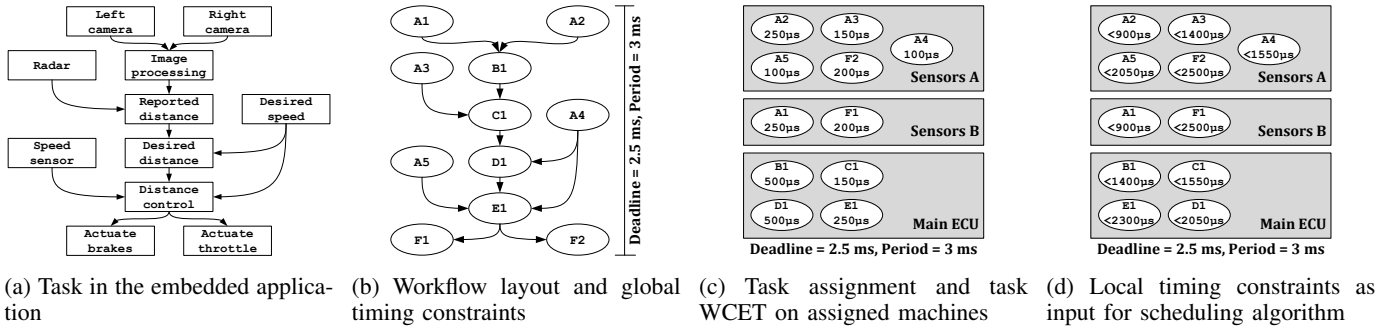 Left
camera
Right
camera
Radar
Image
processing
Reported
distance
Desired
speed
Speed
sensor
Desired
distance
Distance
control
Actuate
brakes
Actuate
throttle
(a) Task in the embedded applica-
tion
A1
A2
A3
B1
C1
A4
A5
D1
E1
F1
F2
Deadline = 2.5 ms, Period = 3 ms
(b) Workflow layout and global
timing constraints
A2
250µs
A3
150µs
A4
100µs
A5
100µs
F2
200µs
Sensors A
A1
250µs
F1
200µs
Sensors B
B1
500µs
C1
150µs
D1
500µs
E1
250µs
Main ECU
Deadline = 2.5 ms, Period = 3 ms
(c) Task assignment and task
WCET on assigned machines
A2
<900µs
A3
<1400µs
A4
<1550µs
A5
<2050µs
F2
<2500µs
Sensors A
A1
<900µs
F1
<2500µs
Sensors B
B1
<1400µs
C1
<1550µs
E1
<2300µs
D1
<2050µs
Main ECU
Deadline = 2.5 ms, Period = 3 ms
(d) Local timing constraints as
input for scheduling algorithm